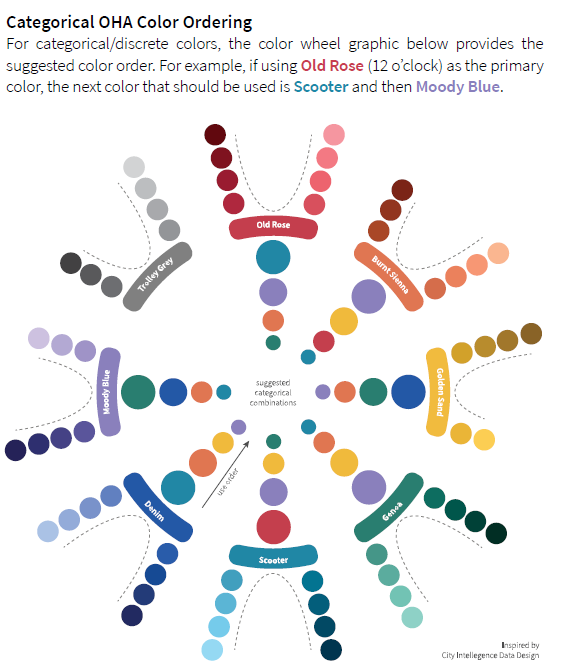 Categorical OHA Color Ordering
For categorical/discrete colors, the color wheel graphic below provides the
suggested color order. For example, if using Old Rose (12 o’clock) as the primary
color, the next color that should be used is Scooter and then Moody Blue.
Old Rose
Trolley Grey
Burnt Sienna
Moody Blue
suggested
categorical
combinations
Golden Sand
use order
Denim
Genoa
Scooter
Inspired by
City Intellegence Data Design